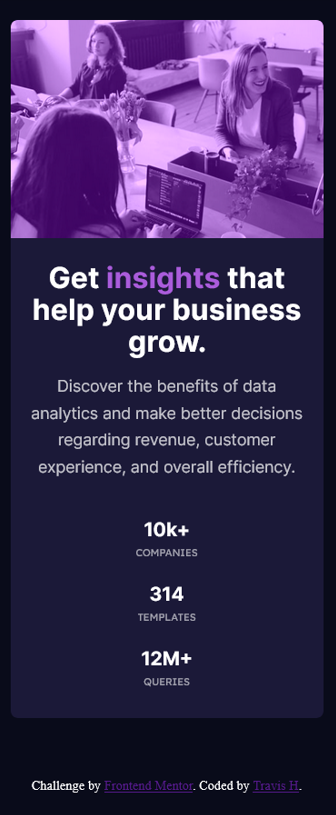 Get insights that
help your business
grow.
Discover the benefits of data
analytics and make better decisions
regarding revenue, customer
experience, and overall efficiency.
10k+
COMPANIES
314
TEMPLATES
12M+
QUERIES
Challenge by Frontend Mentor. Coded by Travis H.